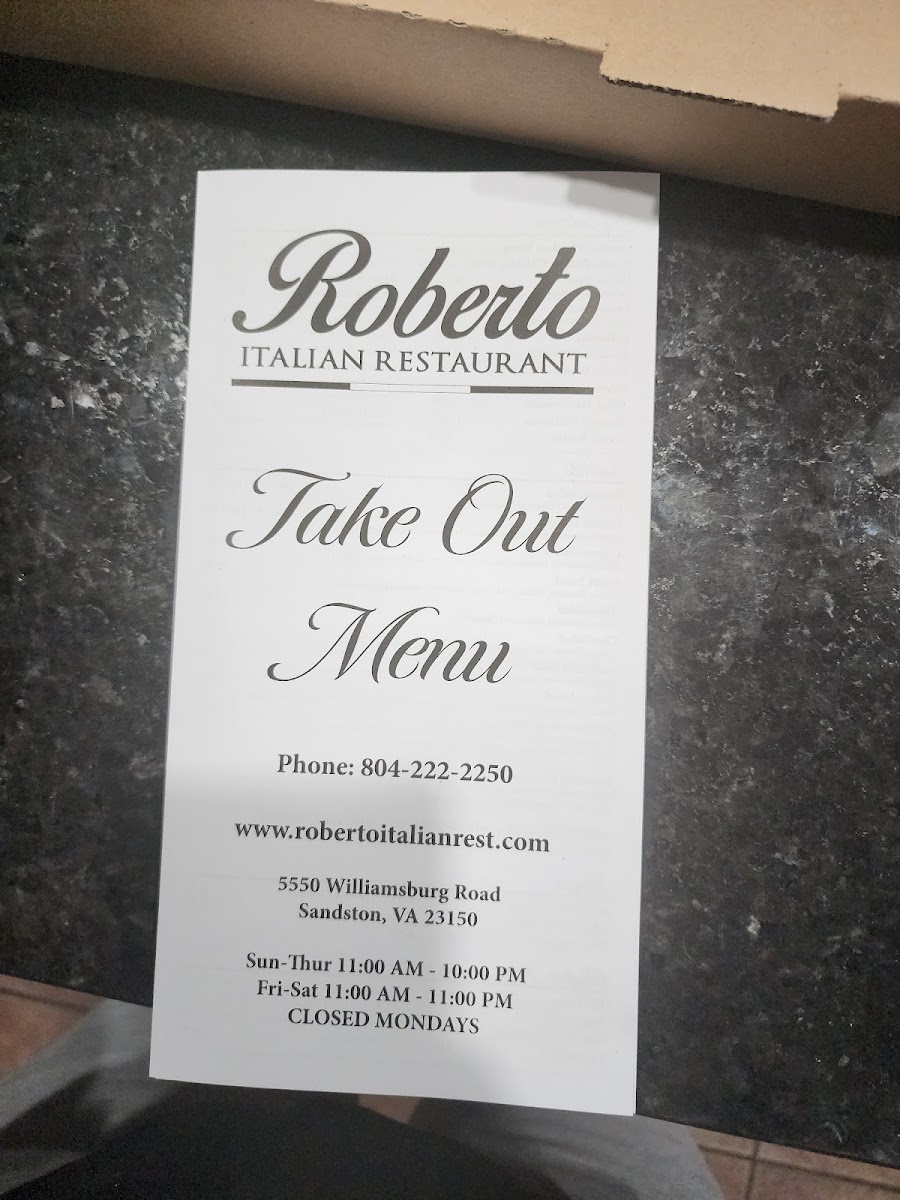 Roberto
ITALIAN RESTAURANT
Take Out
Menu
Phone: 804-222-2250
www.robertoitalianrest.com
5550 Williamsburg Road
Sandston, VA 23150
Sun-Thur 11:00 AM - 10:00 PM
Fri-Sat 11:00 AM - 11:00 PM
CLOSED MONDAYS